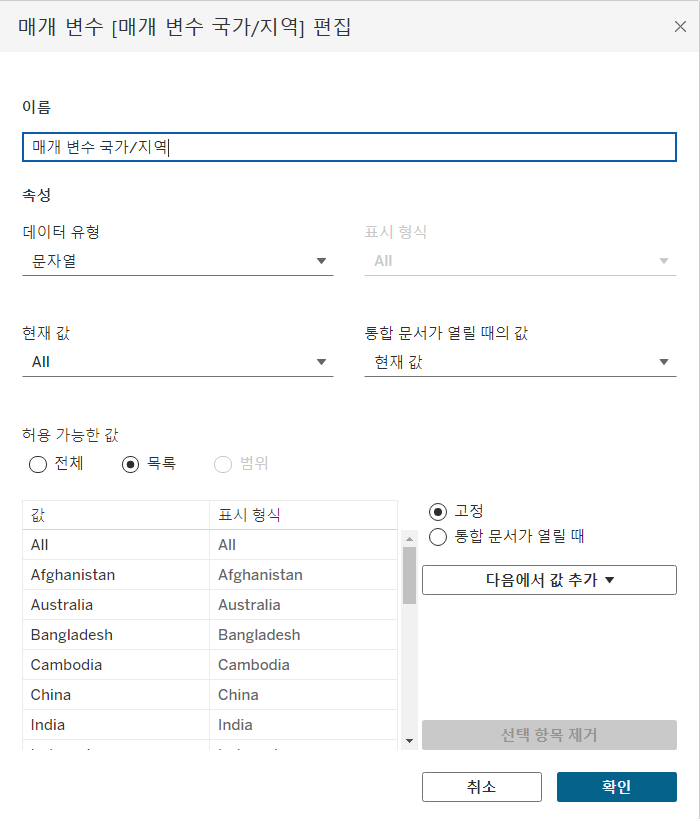 매개 변수 [매개 변수 국가/지역] 편집
이름
매개 변수 국가/지역
속성
데이터 유형
표시 형식
문자열
All
현재 값
통합 문서가 열릴 때의 값
All
현재 값
허용 가능한 값
전체 목록 범위
값 표시 형식
All All
Afghanistan Afghanistan
Australia Australia
Bangladesh Bangladesh
Cambodia Cambodia
China China
India India
고정
통합 문서가 열릴 때
다음에서 값 추가
선택 항목 제거
취소 확인